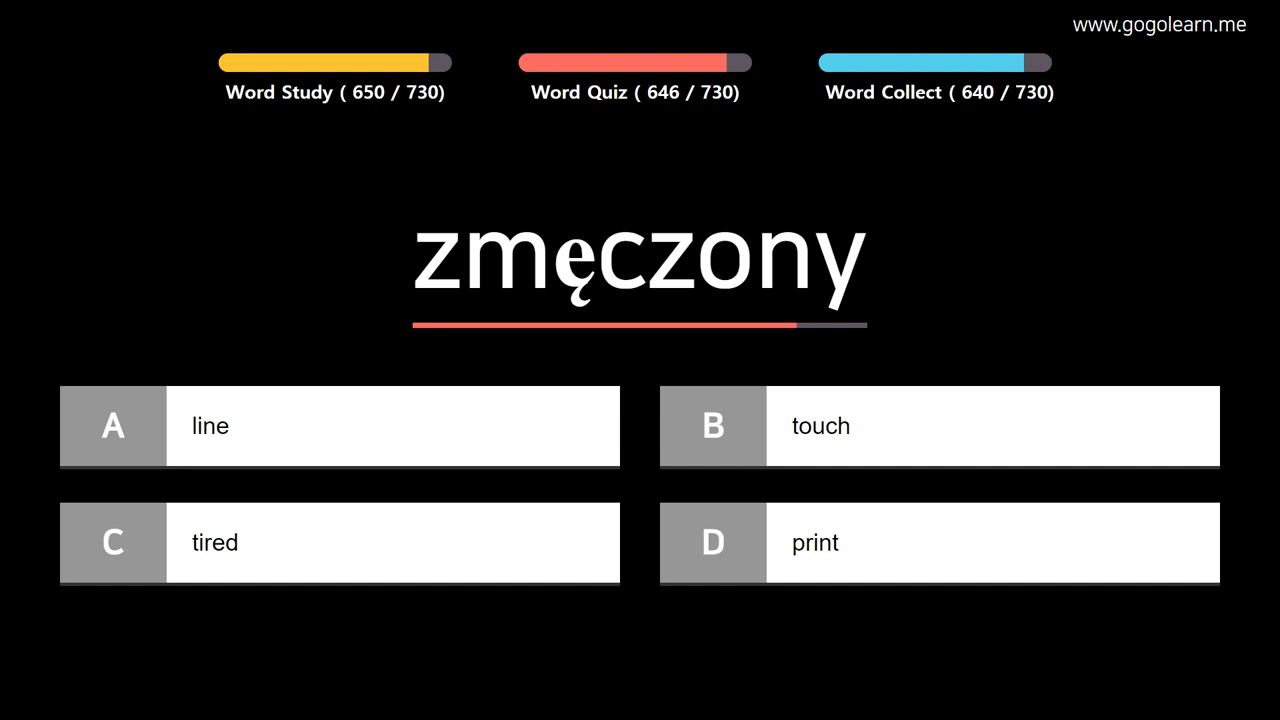 www.gogolearn.me
Word Study ( 650 / 730)
Word Quiz ( 646 / 730)
Word Collect ( 640 / 730)
zmęczony
A line
B touch
C tired
D print